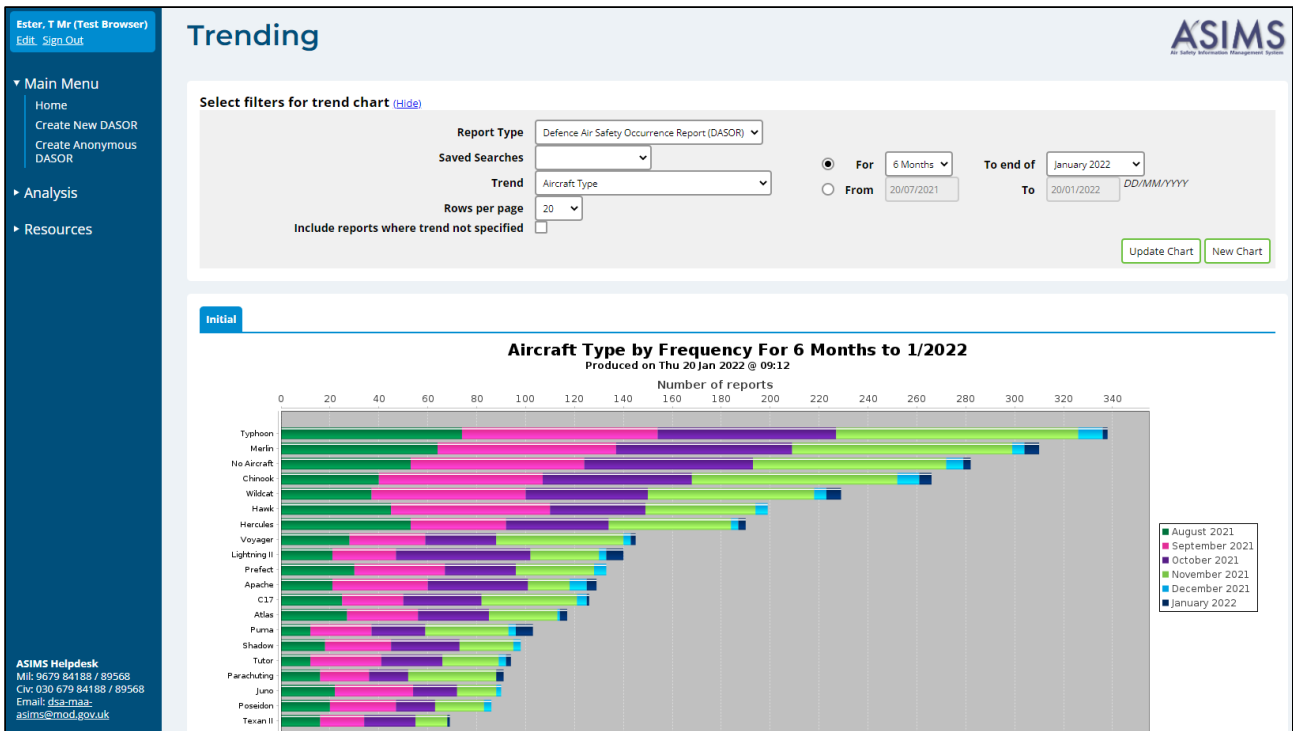 Ester, T Mr (Test Browser)
Edit Sign Out
Main Menu
Home
Create New DASOR
Create Anonymous
DASOR
Analysis
Resources
ASIMS Helpdesk
Mil: 9679 84188 / 89568
Civ: 030 679 84188 / 89568
Email: dsa-maa-
asims@mod.gov.uk
Trending
ASIMS
Air Safety Information Management System
Select filters for trend chart (Hide)
Report Type Defence Air Safety Occurrence Report (DASOR)
Saved Searches
For 6 Months To end of January 2022
Trend Aircraft Type
From 20/07/2021 To 20/01/2022 DD/MM/YYYY
Rows per page 20
Include reports where trend not specified
Update Chart New Chart
Initial
Aircraft Type by Frequency For 6 Months to 1/2022
Produced on Thu 20 Jan 2022 @ 09:12
Number of reports
0 20 40 60 80 100 120 140 160 180 200 220 240 260 280 300 320 340
Typhoon
Merlin
No Aircraft
Chinook
Wildcat
Hawk
Hercules
Voyager
Lightning II
Prefect
Apache
C17
Atlas
Puma
Shadow
Tutor
Parachuting
Juno
Poseidon
Texan II
August 2021
September 2021
October 2021
November 2021
December 2021
January 2022